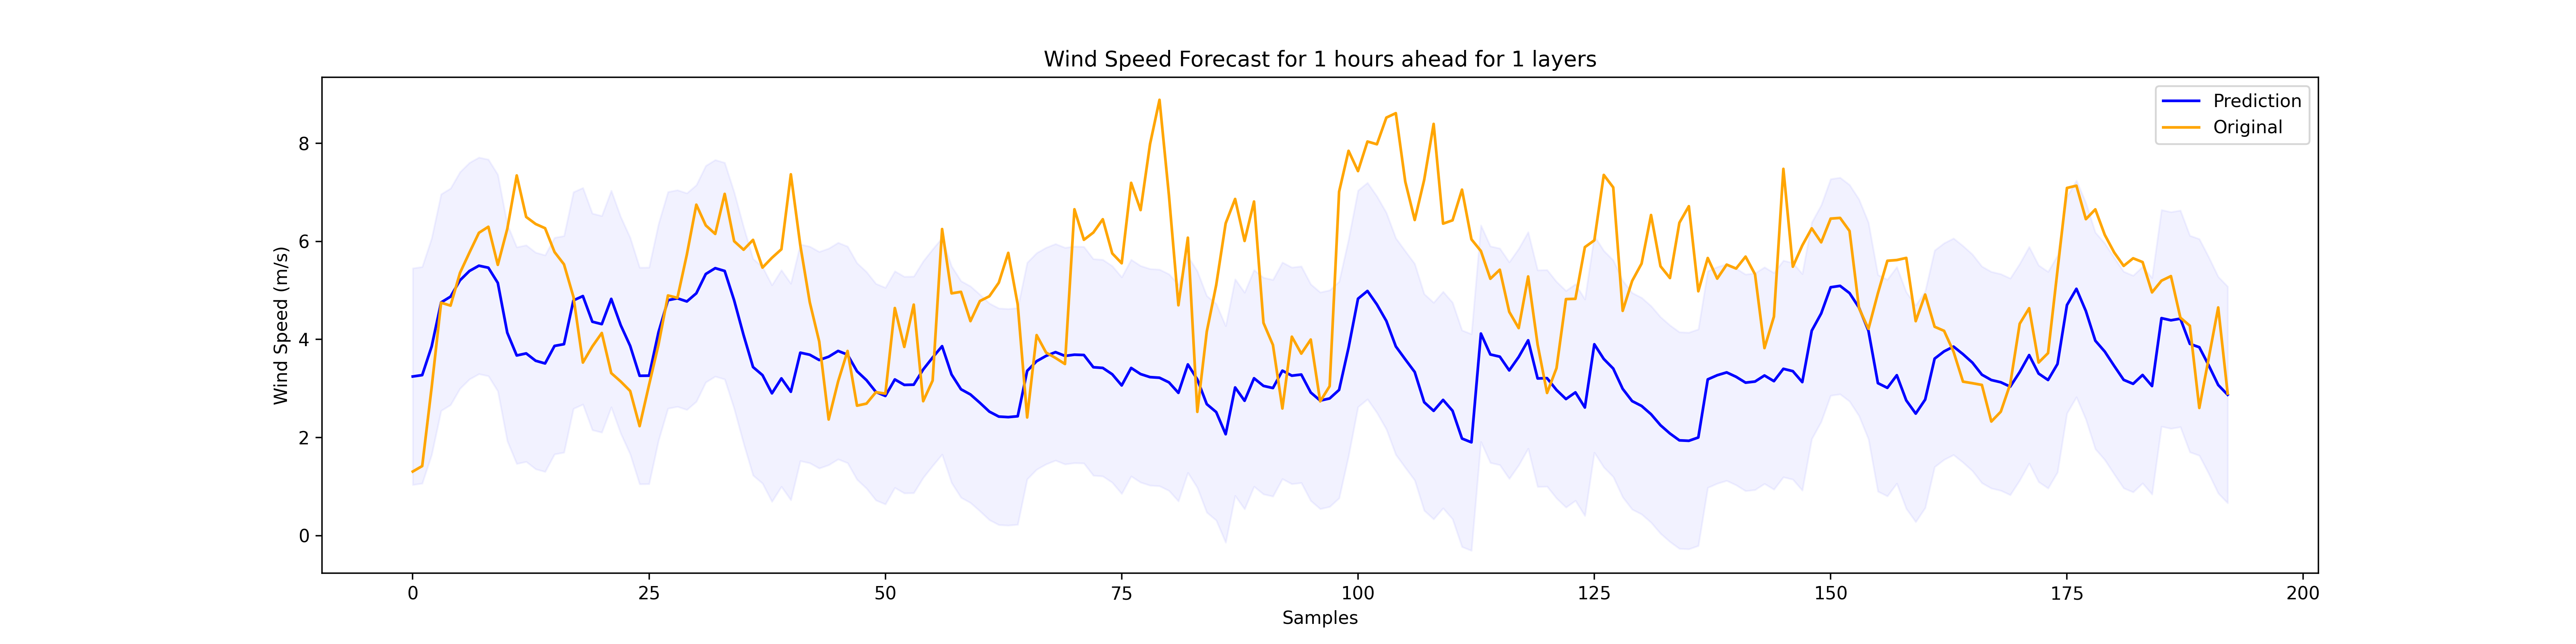 Wind Speed Forecast for 1 hours ahead for 1 layers
Prediction
Original
Wind Speed (m/s)
8
6
4
2
0
0 25 50 75 100 125 150 175 200
Samples